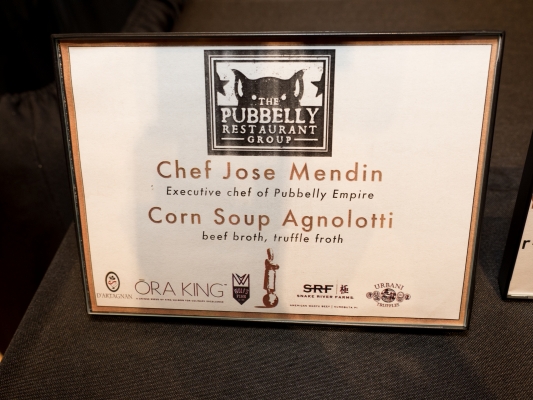 THE
PUBBELLY
RESTAURANT
GROUP
Chef Jose Mendin
Executive chef of Pubbelly Empire
Corn Soup Agnolotti
beef broth, truffle froth
D'ARTAGNAN
ŌRA KING
SRF
SNAKE RIVER FARMS
URBANI
TRUFFLES
r